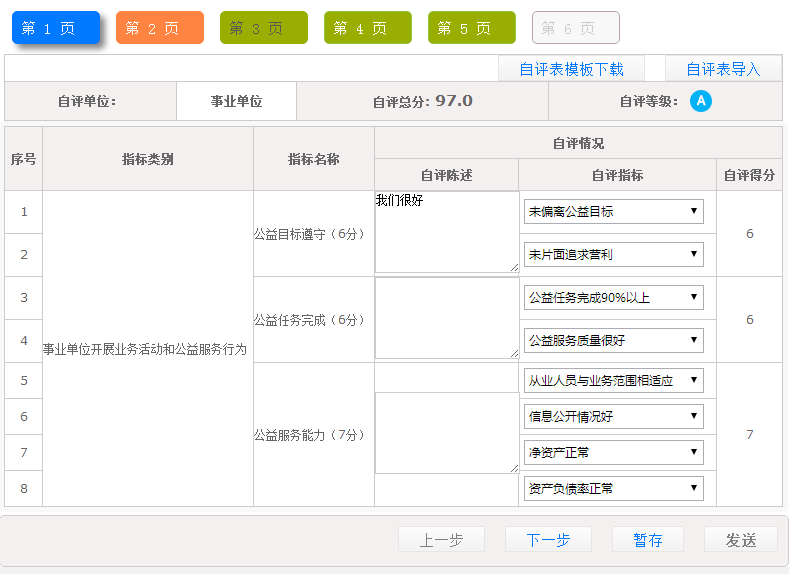 第 1 页 第 2 页 第 3 页 第 4 页 第 5 页 第 6 页
自评表模板下载 自评表导入
自评单位: 事业单位 自评总分: 97.0 自评等级: A
序号 指标类别 指标名称 自评情况
自评陈述 自评指标 自评得分
1 事业单位开展业务活动和公益服务行为 公益目标遵守（6分） 我们很好 未偏离公益目标 6
2 未片面追求营利
3 公益任务完成（6分） 公益任务完成90%以上 6
4 公益服务质量很好
5 公益服务能力（7分） 从业人员与业务范围相适应 7
6 信息公开情况好
7 净资产正常
8 资产负债率正常
上一步 下一步 暂存 发送